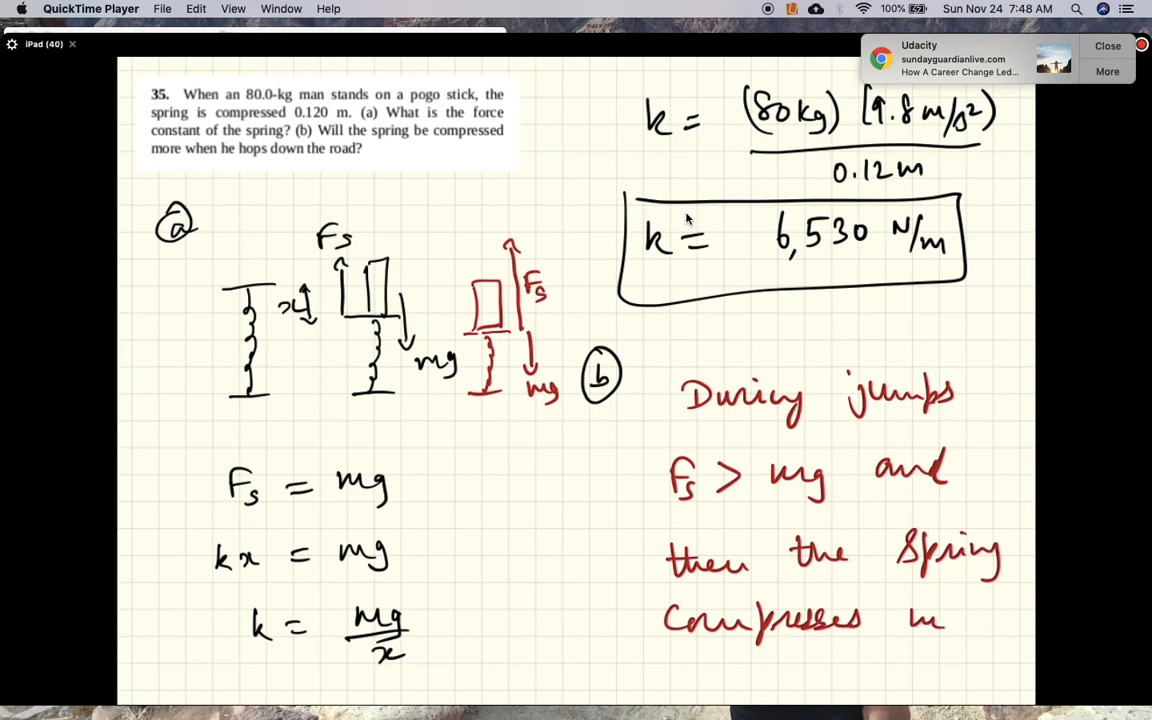 QuickTime Player File Edit View Window Help 100% Sun Nov 24 7:48 AM
iPad (40)
Udacity
sundayguardianlive.com
How A Career Change Led...
Close
More
35. When an 80.0-kg man stands on a pogo stick, the
spring is compressed 0.120 m. (a) What is the force
constant of the spring? (b) Will the spring be compressed
more when he hops down the road?
k = (80kg) [9.8 m/s²)
0.12m
k = 6,530 N/m
a
Fs
x
mg
Fs
mg
Fs = mg
kx = mg
k = mg
x
b
During jumps
Fs > mg and
then the Spring
Compresses m